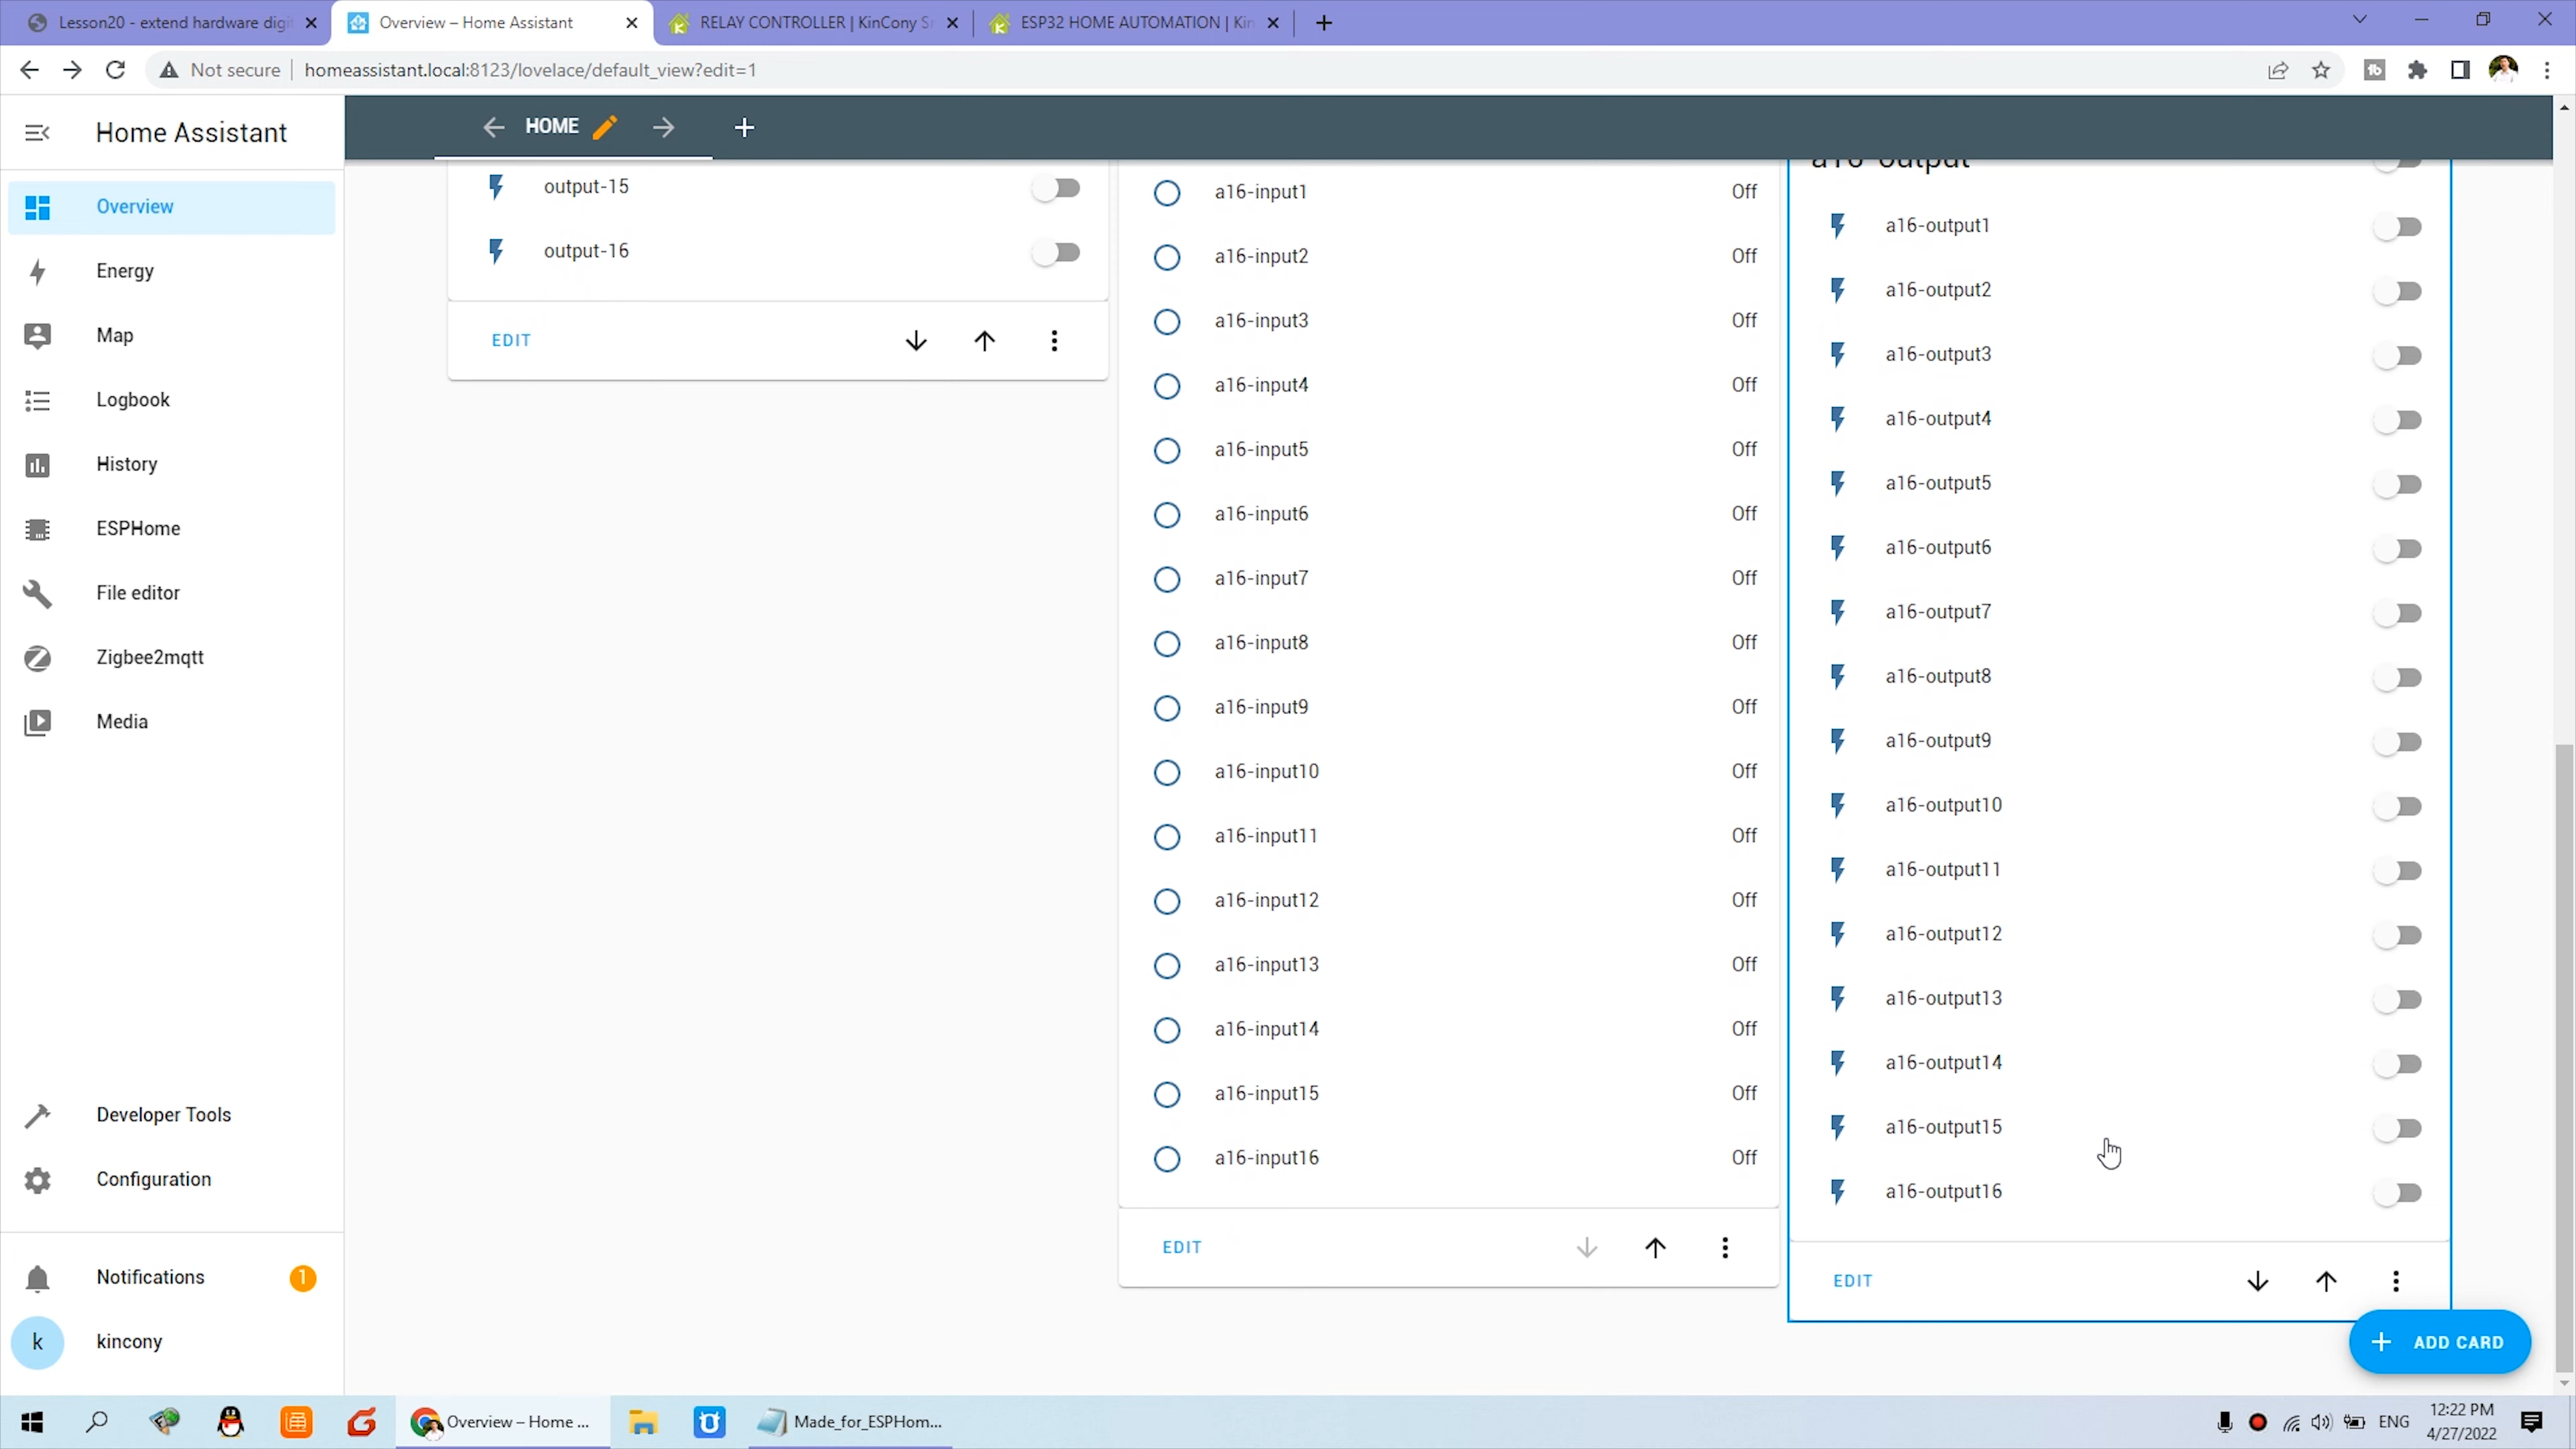 Lesson20 - extend hardware digi
Overview – Home Assistant
RELAY CONTROLLER | KinCony Sm
ESP32 HOME AUTOMATION | Kin
Not secure
homeassistant.local:8123/lovelace/default_view?edit=1
Home Assistant
HOME
Overview
Energy
Map
Logbook
History
ESPHome
File editor
Zigbee2mqtt
Media
Developer Tools
Configuration
Notifications
1
k
kincony
output-15
output-16
EDIT
a16-input1 Off
a16-input2 Off
a16-input3 Off
a16-input4 Off
a16-input5 Off
a16-input6 Off
a16-input7 Off
a16-input8 Off
a16-input9 Off
a16-input10 Off
a16-input11 Off
a16-input12 Off
a16-input13 Off
a16-input14 Off
a16-input15 Off
a16-input16 Off
EDIT
a16-output
a16-output1
a16-output2
a16-output3
a16-output4
a16-output5
a16-output6
a16-output7
a16-output8
a16-output9
a16-output10
a16-output11
a16-output12
a16-output13
a16-output14
a16-output15
a16-output16
EDIT
ADD CARD
Overview – Home ...
Made_for_ESPHom...
ENG
12:22 PM
4/27/2022